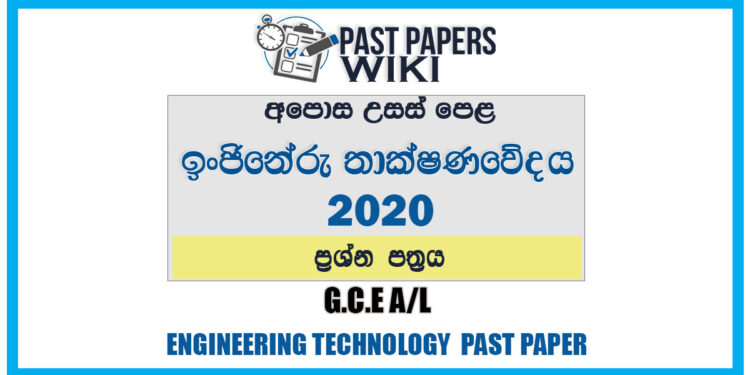 PAST PAPERS
WIKI
අපොස උසස් පෙළ
ඉංජිනේරු තාක්ෂණවේදය
2020
ප්‍රශ්න පත්‍රය
G.C.E A/L
ENGINEERING TECHNOLOGY PAST PAPER